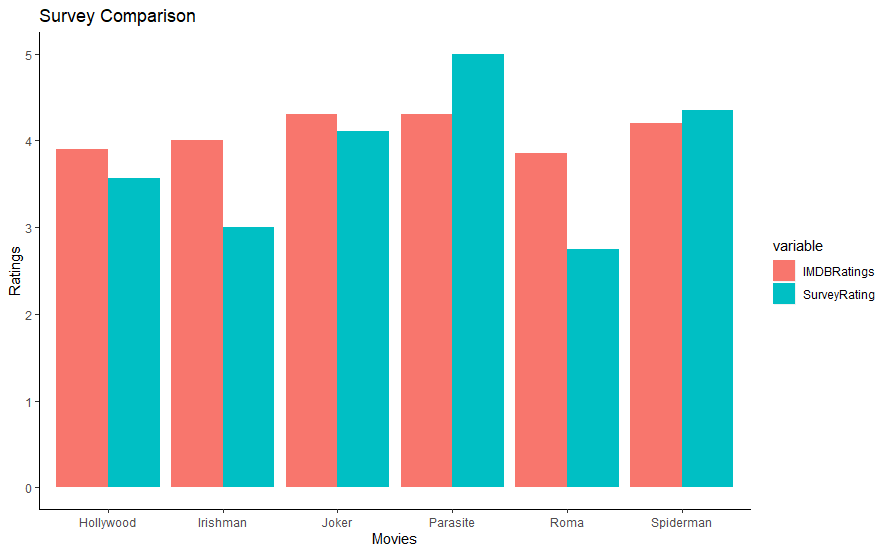 Survey Comparison
Ratings
5
4
3
2
1
0
Hollywood Irishman Joker Parasite Roma Spiderman
Movies
variable
IMDBRatings
SurveyRating